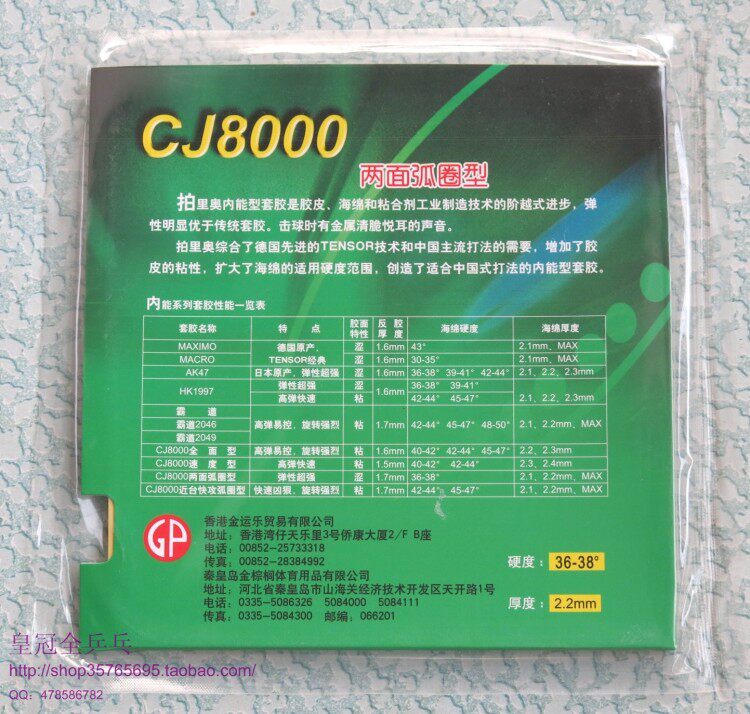 CJ8000
两面弧圈型
拍里奥内能型套胶是胶皮、海绵和粘合剂工业制造技术的阶越式进步，弹
性明显优于传统套胶。击球时有金属清脆悦耳的声音。
拍里奥综合了德国先进的TENSOR技术和中国主流打法的需要，增加了胶
皮的粘性，扩大了海绵的适用硬度范围，创造了适合中国式打法的内能型套胶。
内能系列套胶性能一览表
套胶名称 特 点 胶面特性 反胶厚度 海绵硬度 海绵厚度
MAXIMO 德国原产， 涩 1.6mm 43° 2.1mm、MAX
MACRO TENSOR经典 涩 1.6mm 30-35° 2.1mm、MAX
AK47 日本原产，弹性超强 涩 1.6mm 36-38° 39-41° 42-44° 2.1、2.2、2.3mm
HK1997 弹性超强 涩 1.6mm 36-38° 39-41°
高弹快速 粘 42-44° 45-47° 2.1、2.2、2.3mm
霸 道
霸道2046 高弹易控，旋转强烈 粘 1.7mm 42-44° 45-47° 48-50° 2.1、2.2mm、MAX
霸道2049
CJ8000全 面 型 高弹易控，旋转强烈 粘 1.6mm 40-42° 42-44° 45-47° 2.2、2.3mm
CJ8000速 度 型 高弹快速 粘 1.5mm 40-42° 42-44° 2.3、2.4mm
CJ8000两面弧圈型 弹性超强，旋转强烈 涩 1.7mm 36-38° 2.1、2.2mm、MAX
CJ8000近台快攻弧圈型 快速凶狠，旋转强烈 粘 1.7mm 42-44° 45-47° 2.1、2.2mm、MAX
GP
香港金运乐贸易有限公司
地址：香港湾仔天乐里3号侨康大厦2/F B座
电话：00852-25733318
传真：00852-28384992
秦皇岛金棕榈体育用品有限公司
地址：河北省秦皇岛市山海关经济技术开发区天开路1号
电话：0335-5086326 5084000 5084111
传真：0335-5084300 邮编：066201
硬度：36-38°
厚度：2.2mm
皇冠全乒乓
http://shop35765695.taobao.com/
QQ：478586782